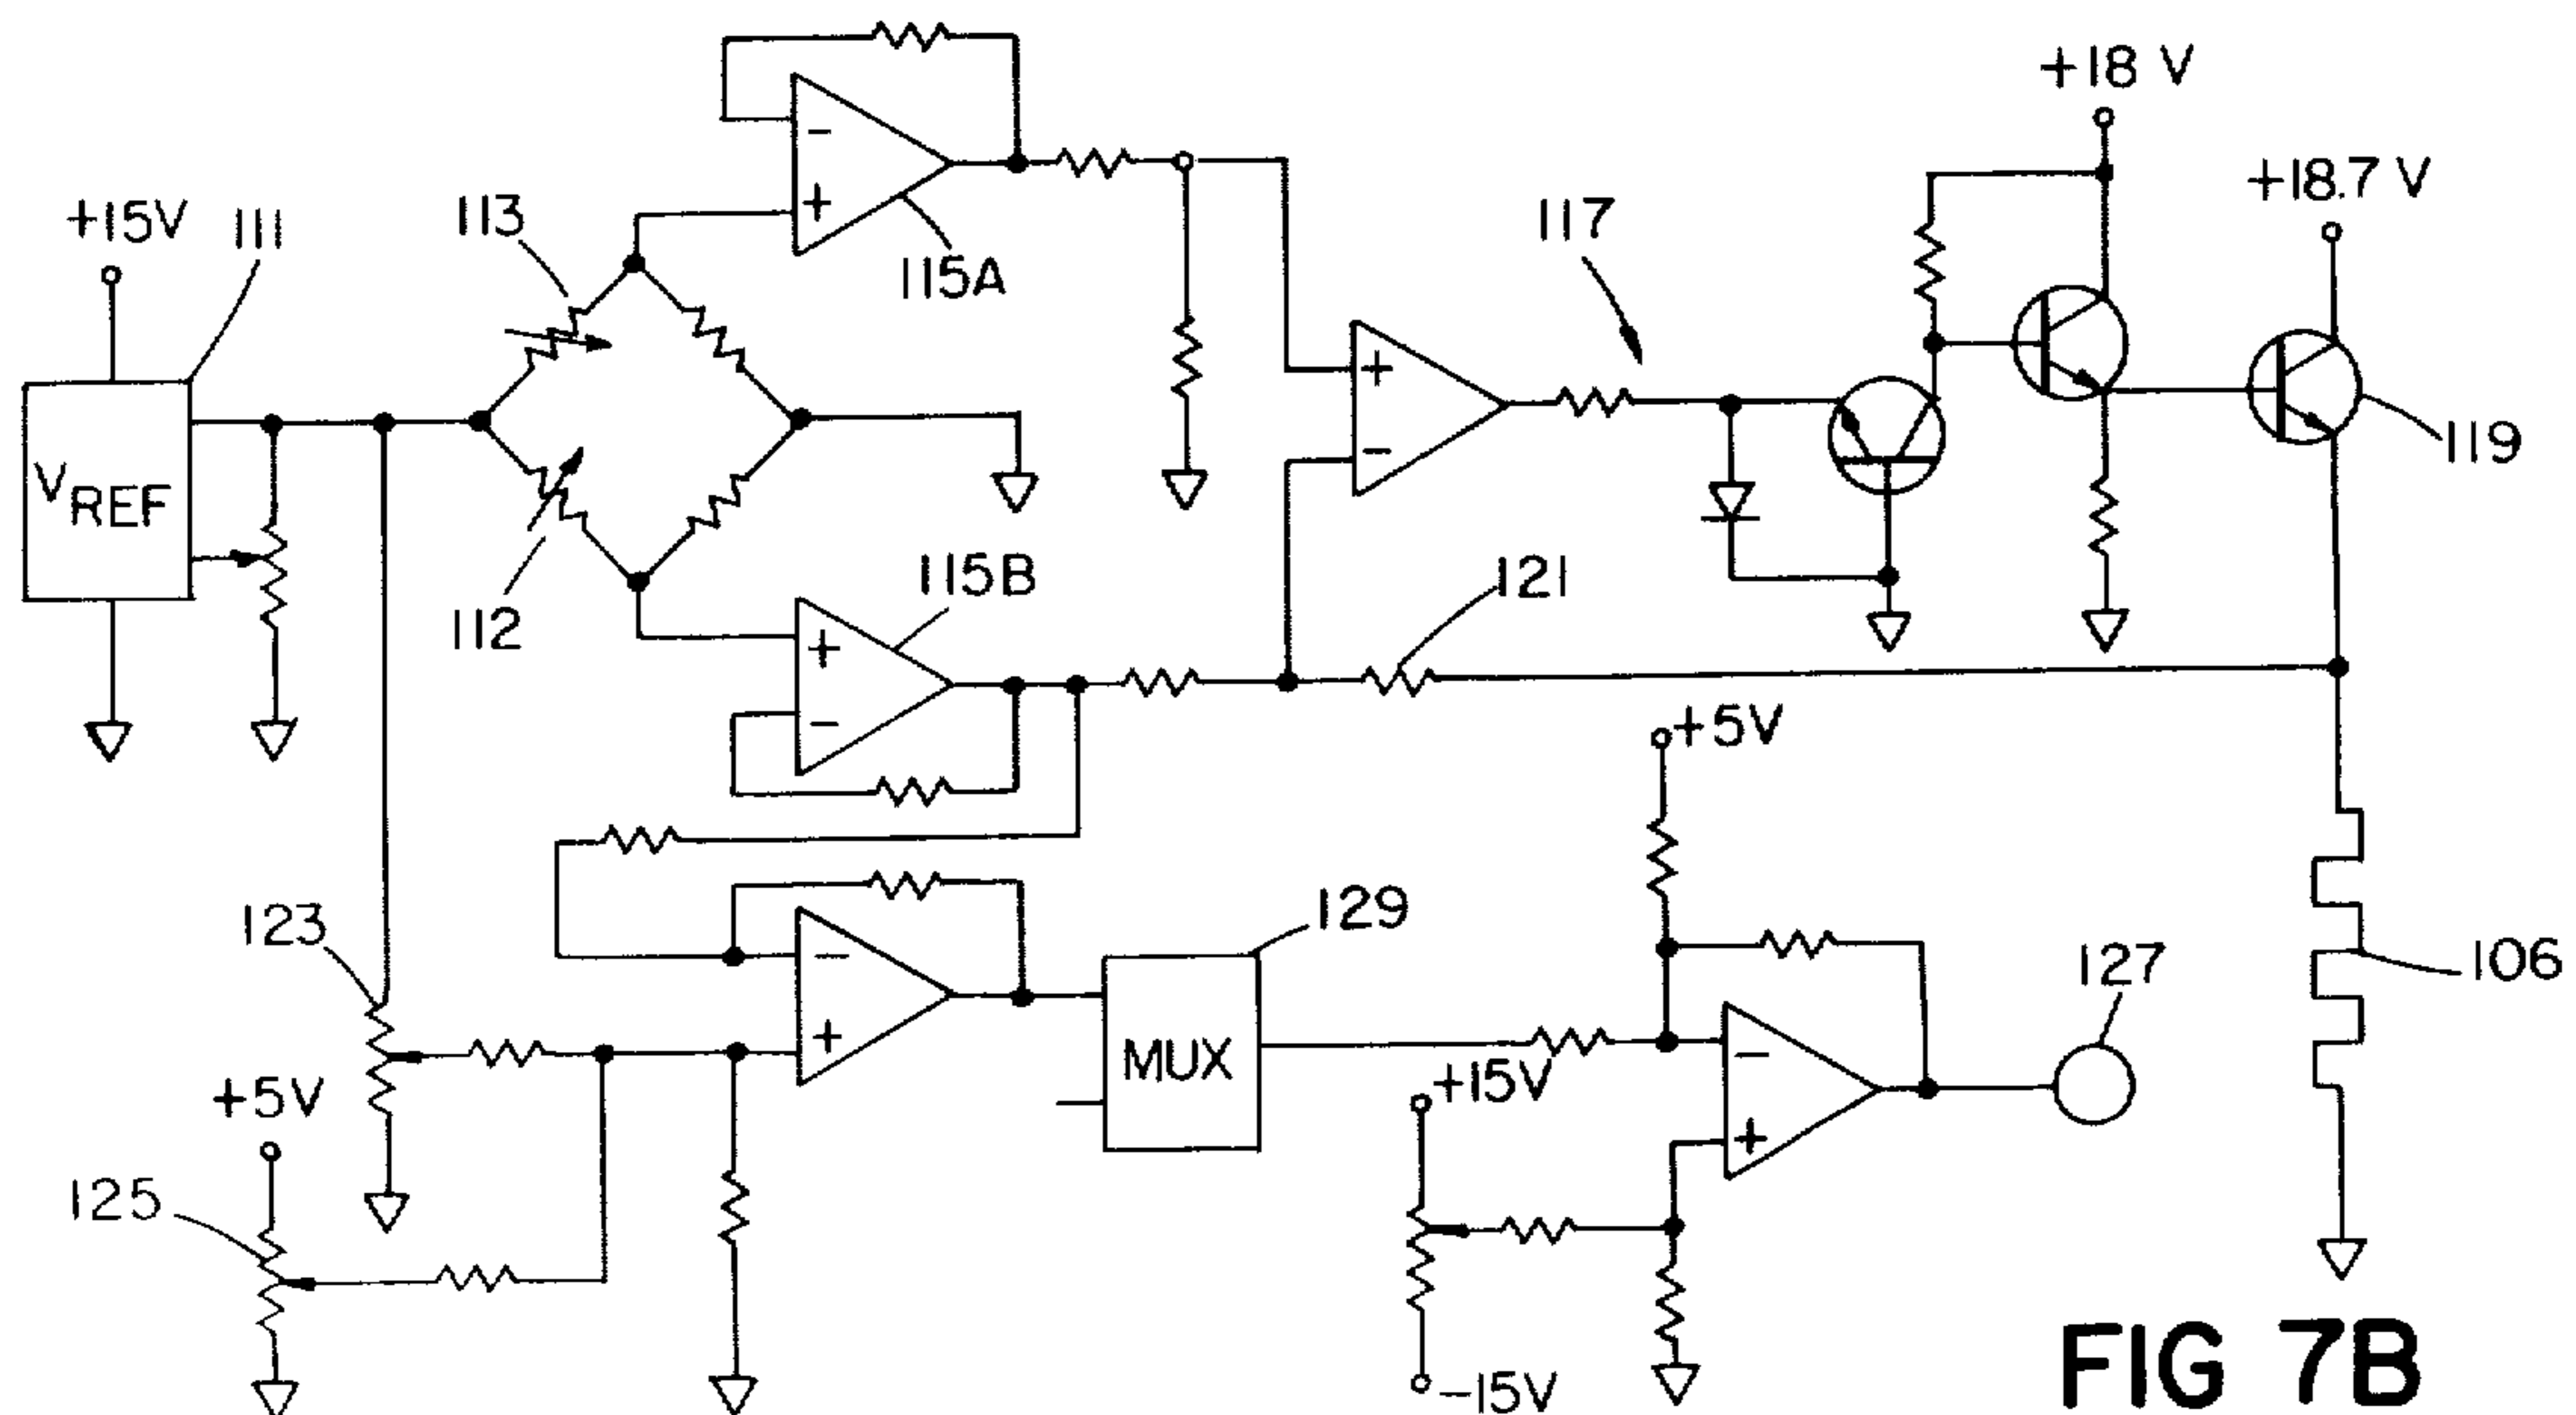 +18 V
+15V
111
113
115A
117
+18.7 V
-
+
+
-
119
V REF
112
115B
+
-
121
+5V
123
129
127
106
-
+
MUX
+5V
+15V
-
+
125
-15V
FIG 7B